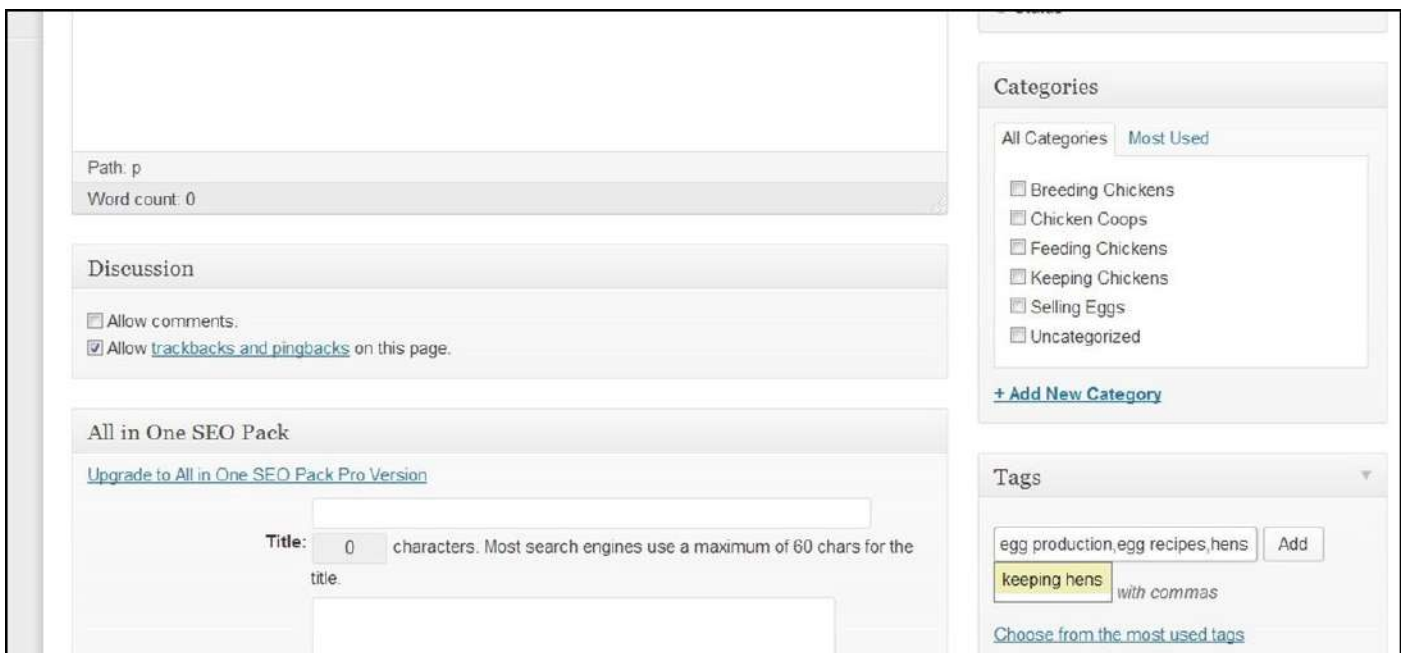 Path: p
Word count: 0
Discussion
Allow comments.
Allow trackbacks and pingbacks on this page.
All in One SEO Pack
Upgrade to All in One SEO Pack Pro Version
Title: 0 characters. Most search engines use a maximum of 60 chars for the
title.
Categories
All Categories Most Used
Breeding Chickens
Chicken Coops
Feeding Chickens
Keeping Chickens
Selling Eggs
Uncategorized
+ Add New Category
Tags
egg production,egg recipes,hens Add
keeping hens with commas
Choose from the most used tags